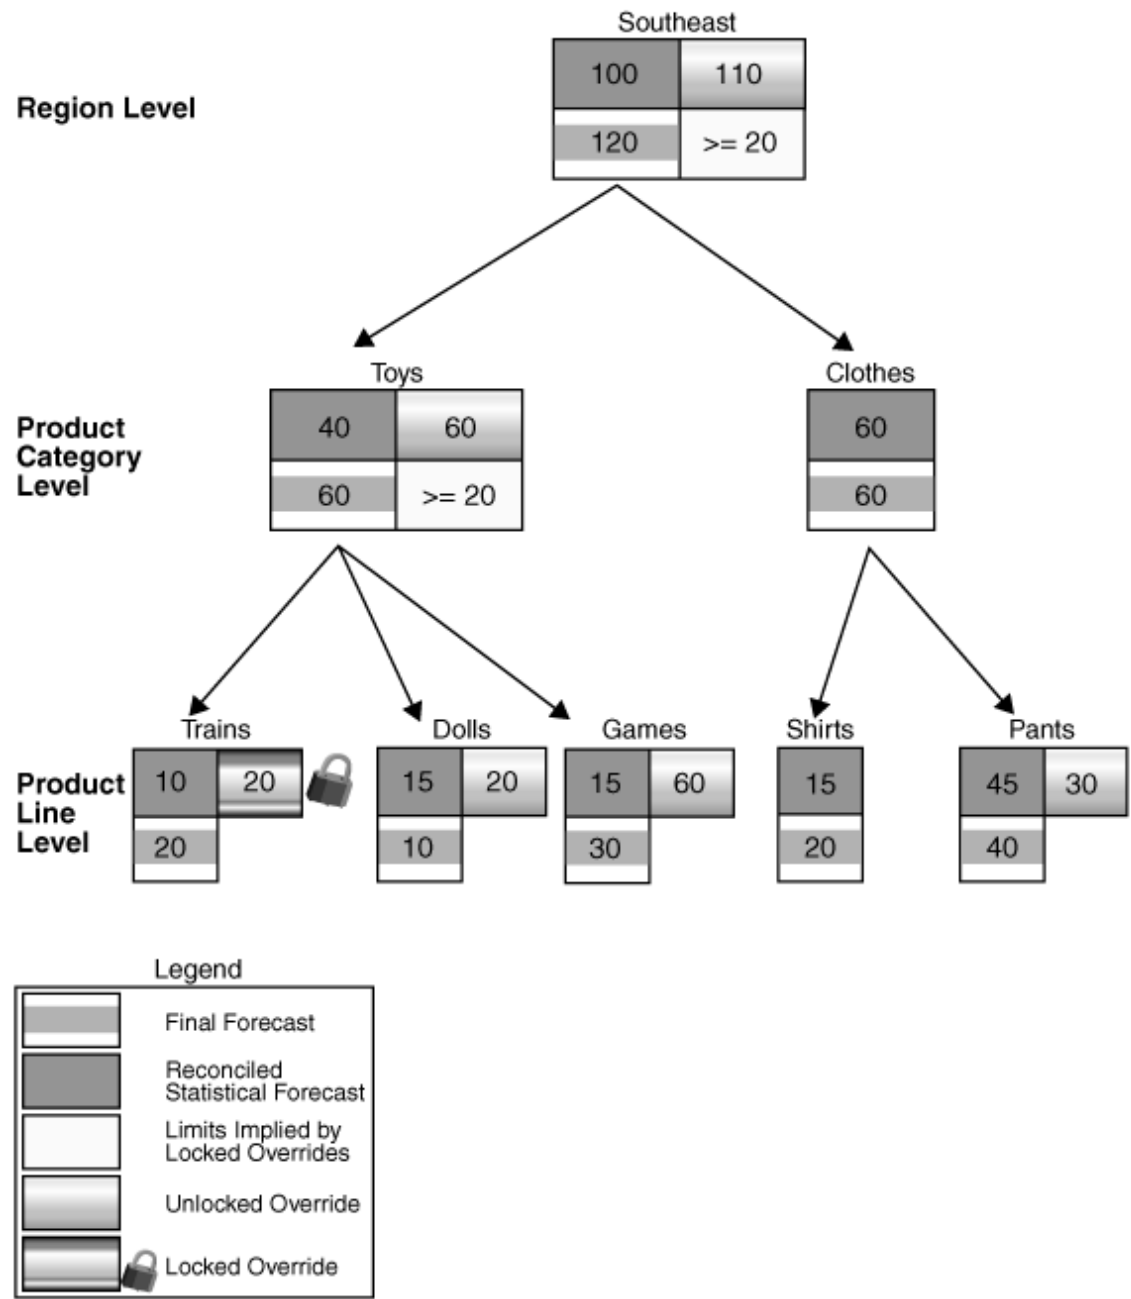 Southeast
100 110
Region Level
120 >= 20
Toys Clothes
40 60 60
Product
Category
Level
60 >= 20 60
Trains Dolls Games Shirts Pants
10 20 15 20 15 60 15 45 30
Product
Line
Level
20 10 30 20 40
Legend
Final Forecast
Reconciled
Statistical Forecast
Limits Implied by
Locked Overrides
Unlocked Override
Locked Override